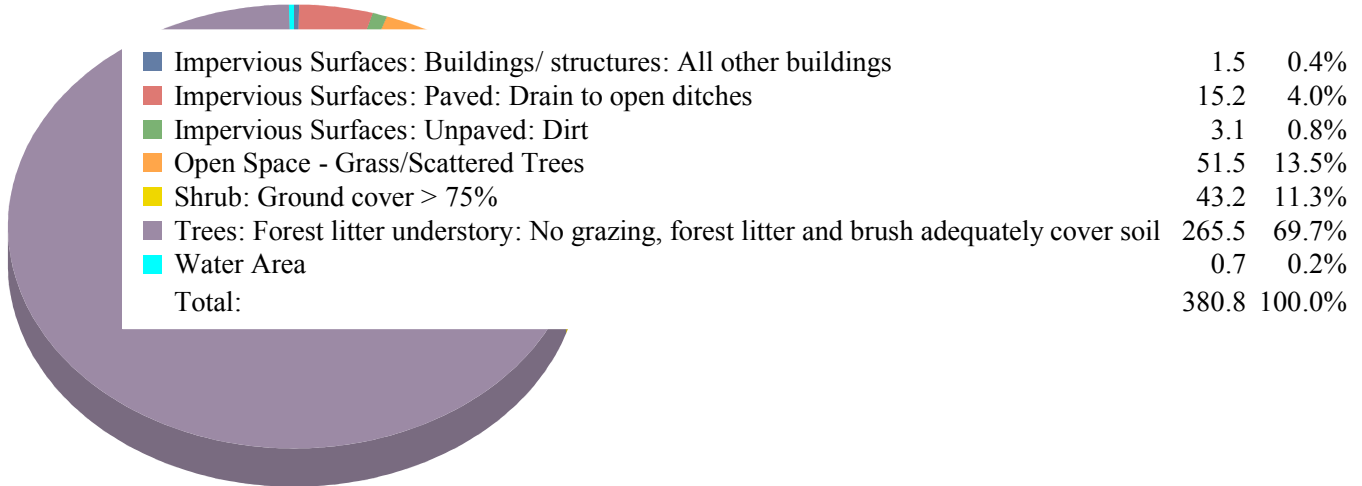 Impervious Surfaces: Buildings/ structures: All other buildings 1.5 0.4%
Impervious Surfaces: Paved: Drain to open ditches 15.2 4.0%
Impervious Surfaces: Unpaved: Dirt 3.1 0.8%
Open Space - Grass/Scattered Trees 51.5 13.5%
Shrub: Ground cover > 75% 43.2 11.3%
Trees: Forest litter understory: No grazing, forest litter and brush adequately cover soil 265.5 69.7%
Water Area 0.7 0.2%
Total: 380.8 100.0%